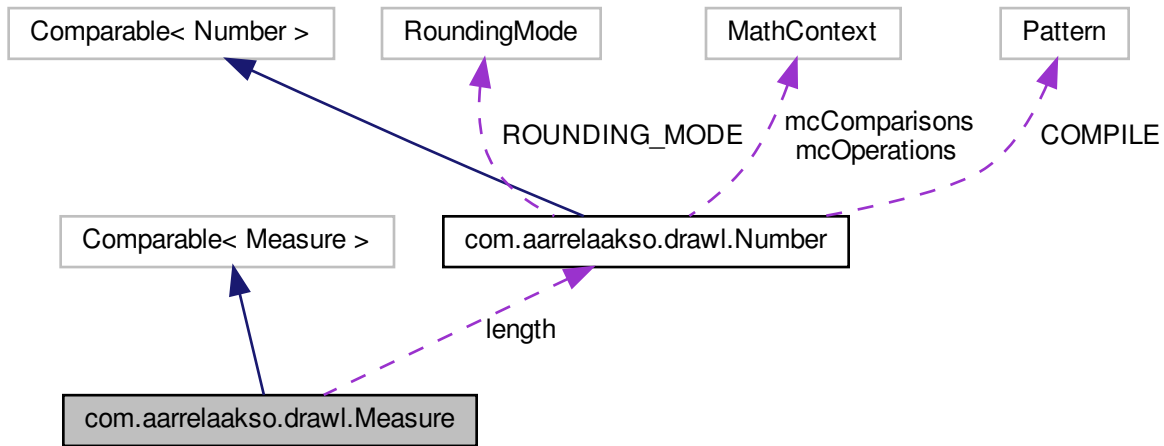 Comparable< Number >
RoundingMode
MathContext
Pattern
ROUNDING_MODE
mcComparisons
mcOperations
COMPILE
Comparable< Measure >
com.aarrelaakso.drawl.Number
length
com.aarrelaakso.drawl.Measure